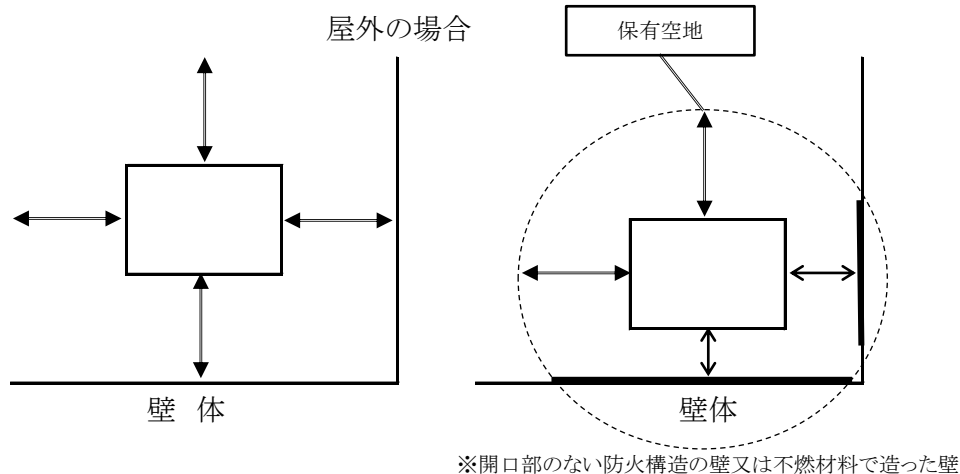 屋外の場合
保有空地
壁 体
壁体
※開口部のない防火構造の壁又は不燃材料で造った壁